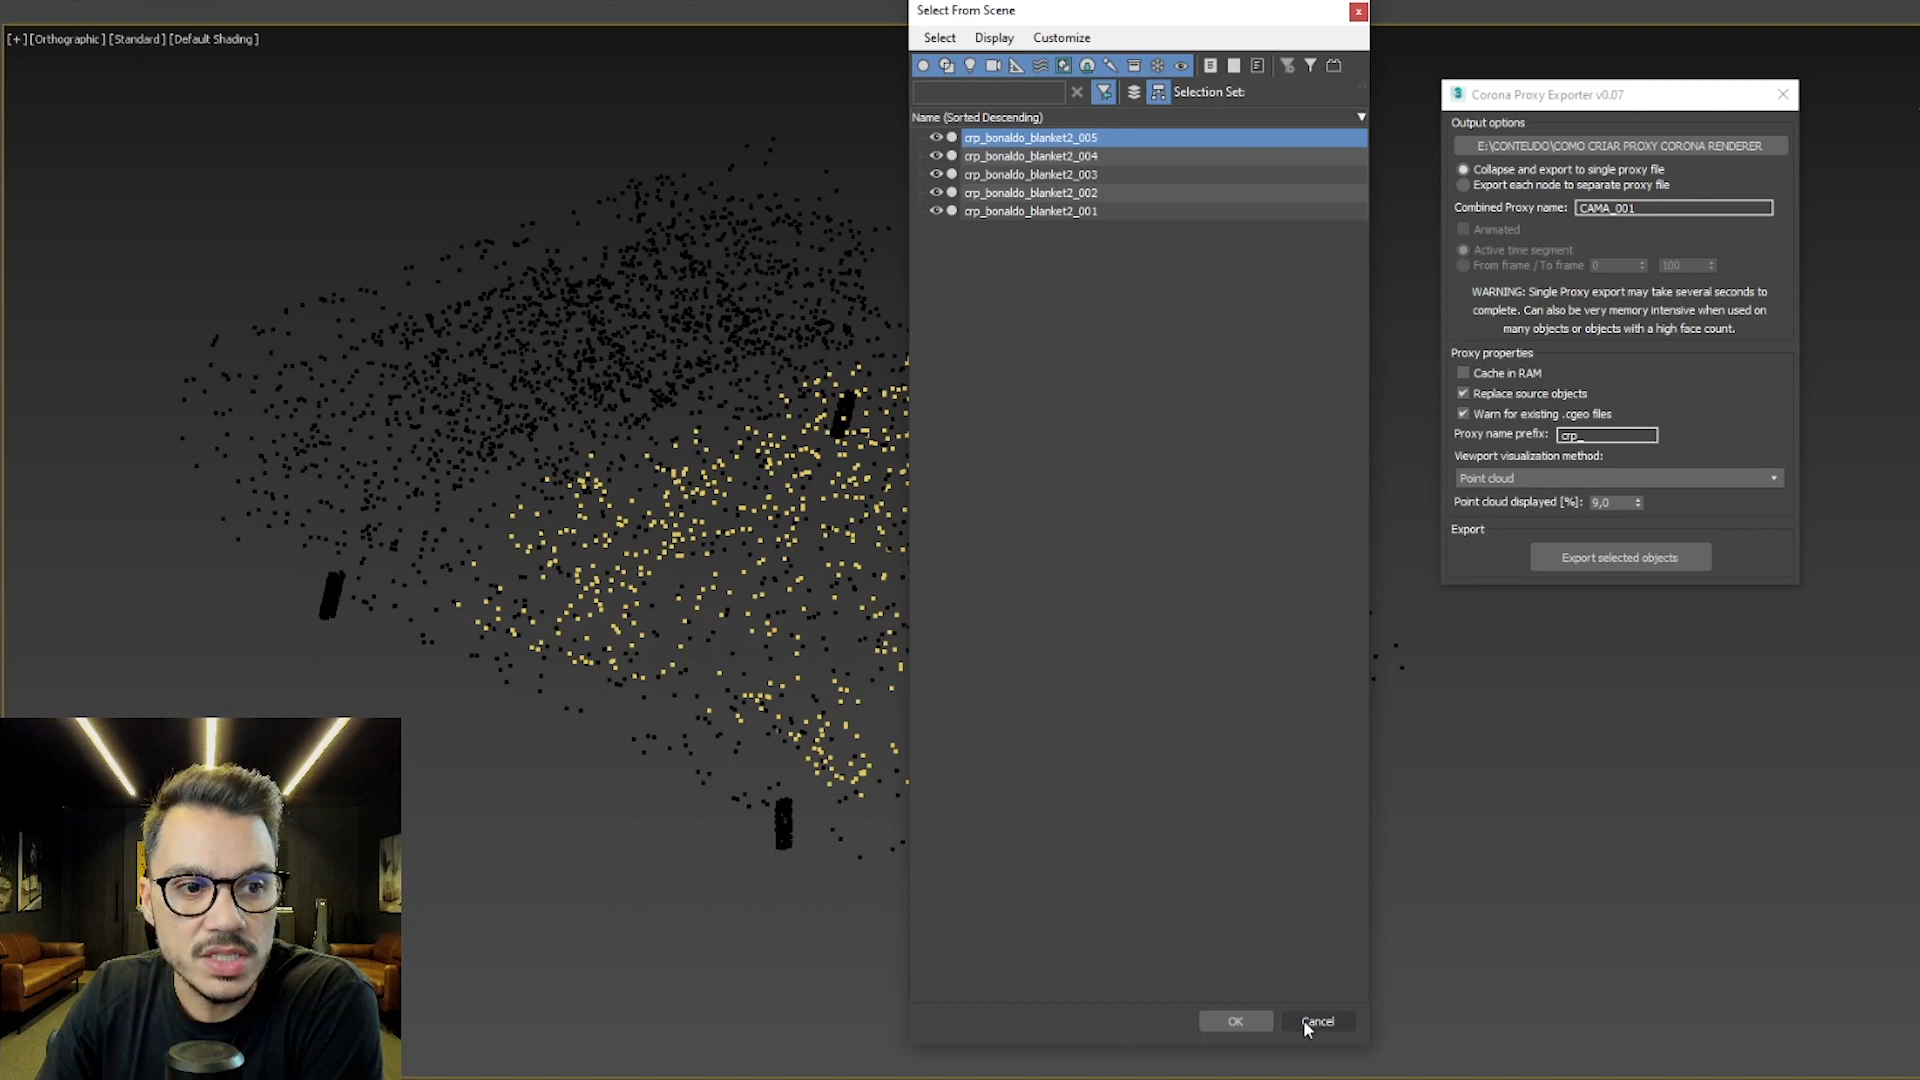 [+] [Orthographic] [Standard] [Default Shading]
Select From Scene
x
Select Display Customize
Selection Set:
Name (Sorted Descending)
crp_bonaldo_blanket2_005
crp_bonaldo_blanket2_004
crp_bonaldo_blanket2_003
crp_bonaldo_blanket2_002
crp_bonaldo_blanket2_001
OK Cancel
3 Corona Proxy Exporter v0.07
Output options
E:\CONTEUDO\COMO CRIAR PROXY CORONA RENDERER
Collapse and export to single proxy file
Export each node to separate proxy file
Combined Proxy name: CAMA_001
Animated
Active time segment
From frame / To frame 0 100
WARNING: Single Proxy export may take several seconds to
complete. Can also be very memory intensive when used on
many objects or objects with a high face count.
Proxy properties
Cache in RAM
Replace source objects
Warn for existing .cgeo files
Proxy name prefix: crp_
Viewport visualization method:
Point cloud
Point cloud displayed [%]: 9,0
Export
Export selected objects